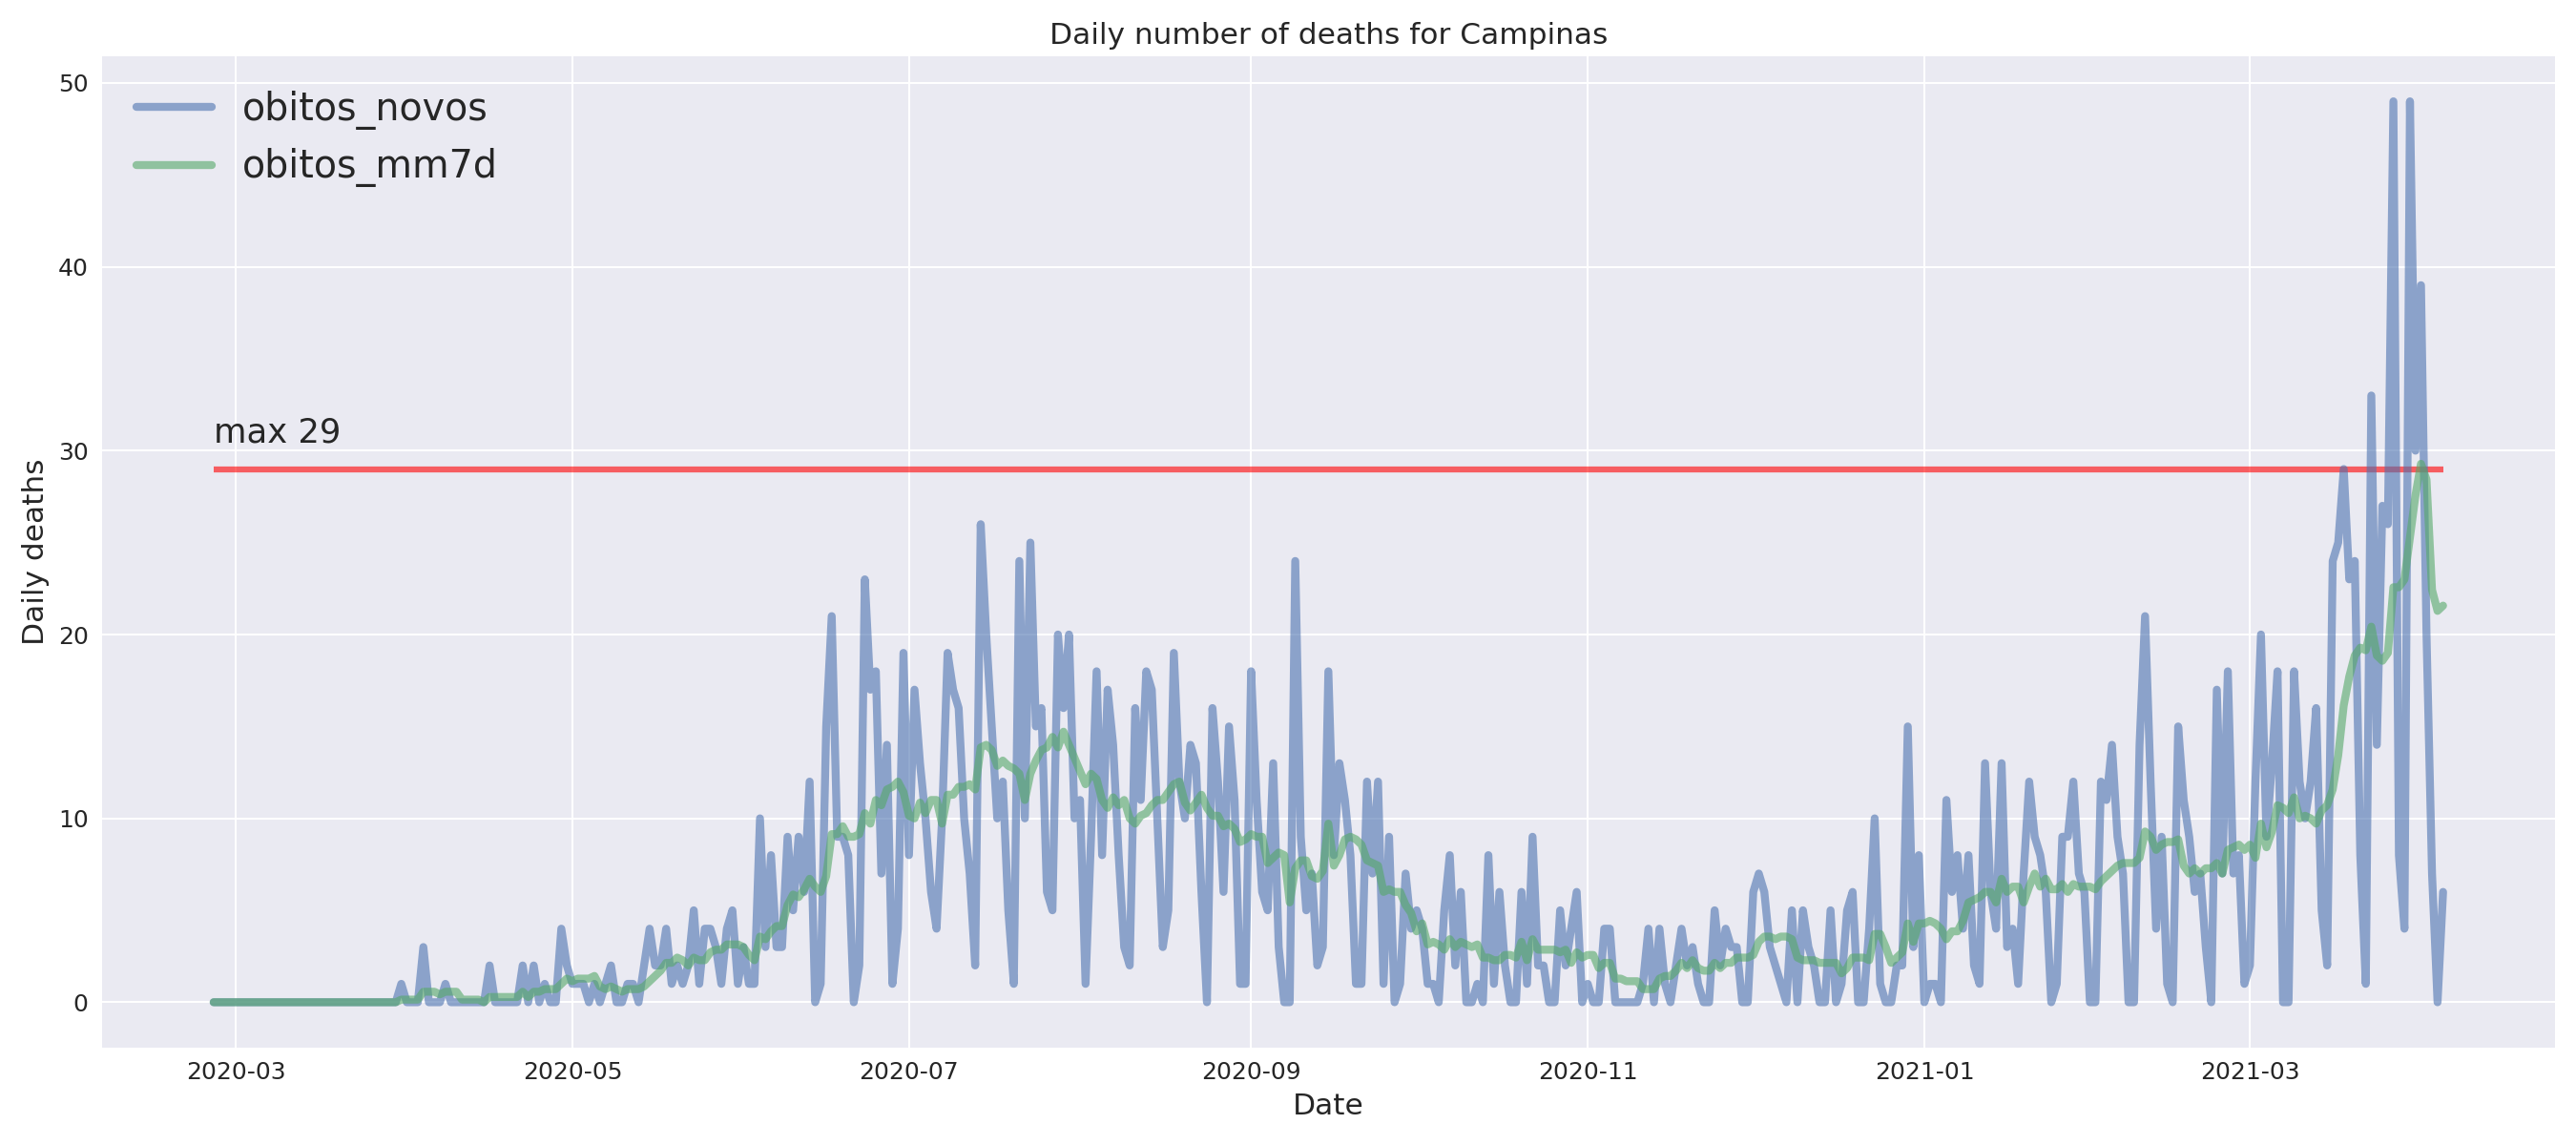 Daily number of deaths for Campinas
50
obitos_novos
obitos_mm7d
40
max 29
30
20
10
0
Daily deaths
2020-03 2020-05 2020-07 2020-09 2020-11 2021-01 2021-03
Date